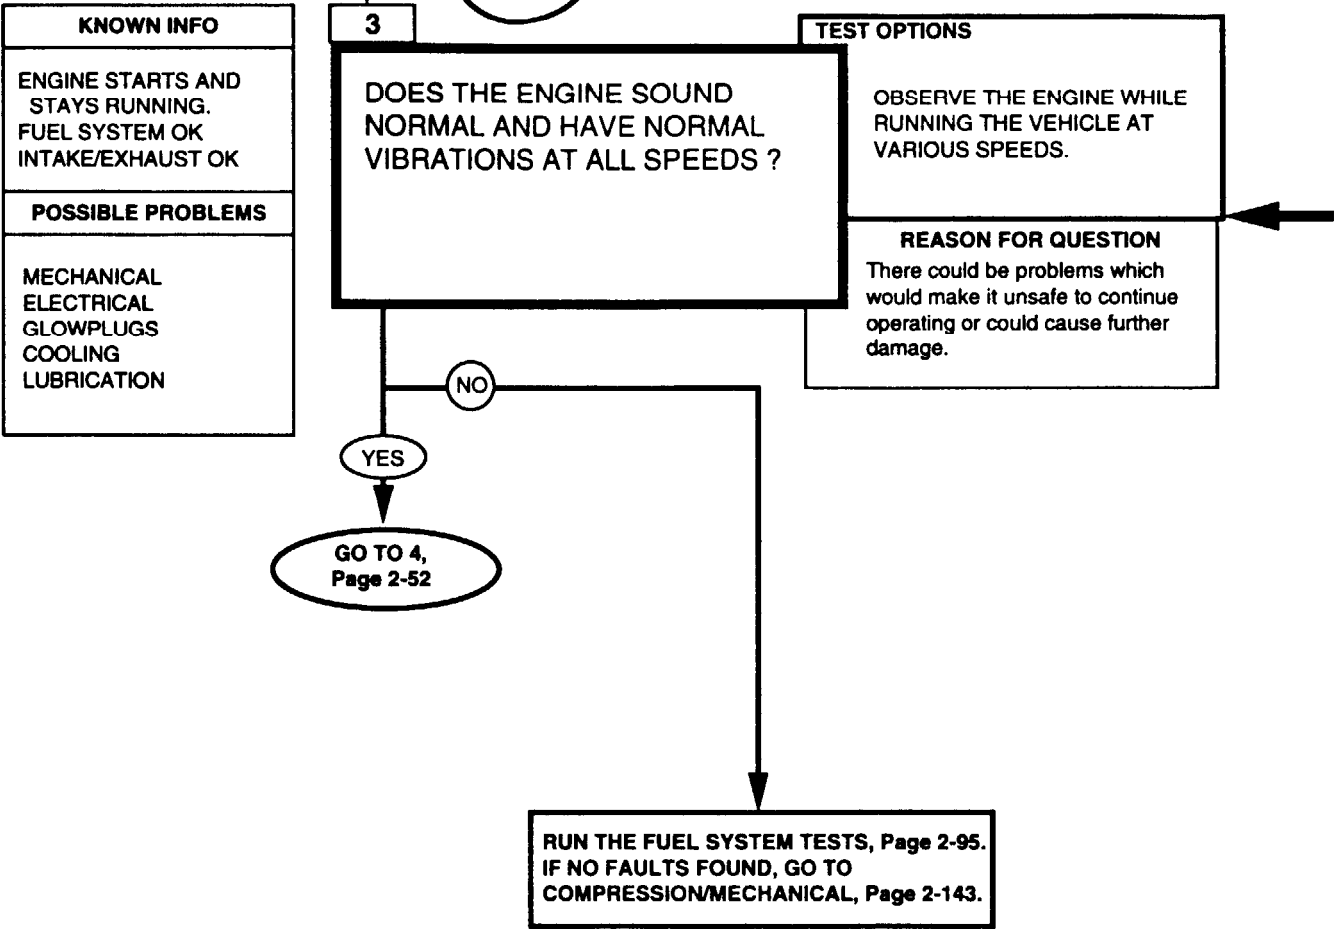 KNOWN INFO
ENGINE STARTS AND
STAYS RUNNING.
FUEL SYSTEM OK
INTAKE/EXHAUST OK
POSSIBLE PROBLEMS
MECHANICAL
ELECTRICAL
GLOWPLUGS
COOLING
LUBRICATION
3
DOES THE ENGINE SOUND
NORMAL AND HAVE NORMAL
VIBRATIONS AT ALL SPEEDS ?
TEST OPTIONS
OBSERVE THE ENGINE WHILE
RUNNING THE VEHICLE AT
VARIOUS SPEEDS.
REASON FOR QUESTION
There could be problems which
would make it unsafe to continue
operating or could cause further
damage.
NO
YES
GO TO 4,
Page 2-52
RUN THE FUEL SYSTEM TESTS, Page 2-95.
IF NO FAULTS FOUND, GO TO
COMPRESSION/MECHANICAL, Page 2-143.